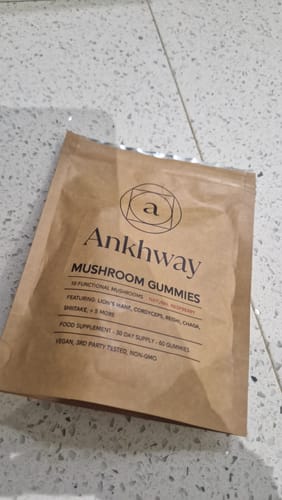 a
Ankhway
MUSHROOM GUMMIES
10 FUNCTIONAL MUSHROOMS - NATURAL RASPBERRY
FEATURING: LION'S MANE, CORDYCEPS, REISHI, CHAGA,
SHIITAKE, + 5 MORE
FOOD SUPPLEMENT - 30 DAY SUPPLY - 60 GUMMIES
VEGAN, 3RD PARTY TESTED, NON-GMO